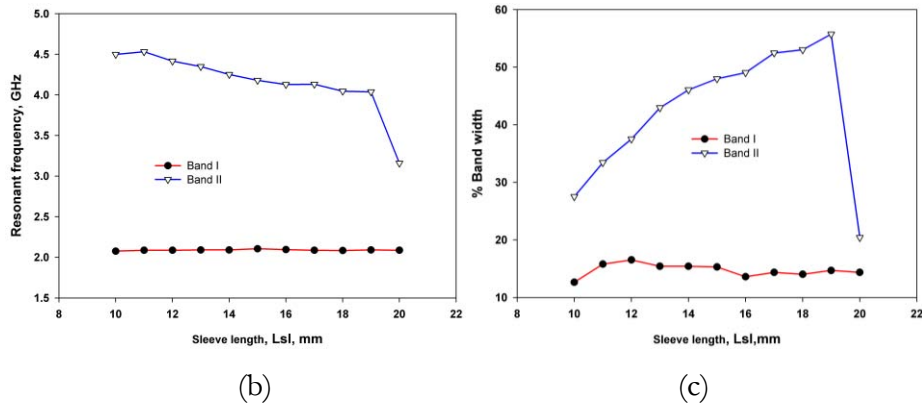 5.0
4.5
4.0
3.5
3.0
2.5
2.0
1.5
Resonant frequency, GHz
Band I
Band II
8 10 12 14 16 18 20 22
Sleeve length, Lsl, mm
(b)
60
50
40
30
20
10
% Band width
Band I
Band II
8 10 12 14 16 18 20 22
Sleeve length, Lsl,mm
(c)